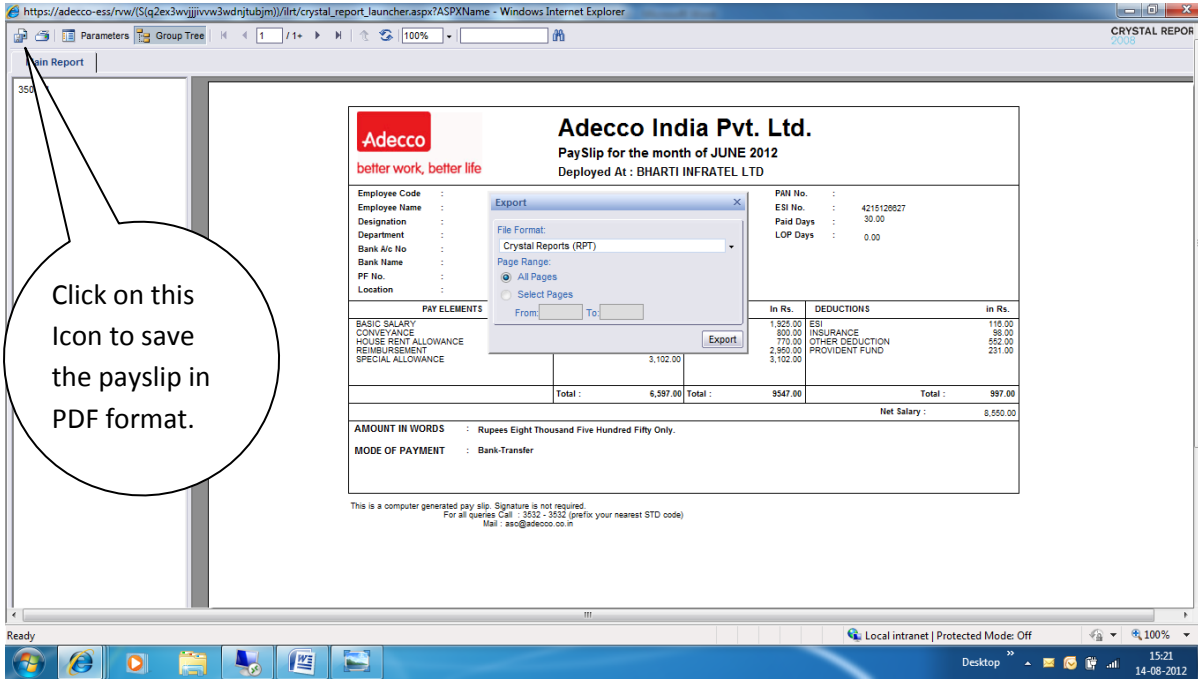 https://adecco-ess/rvw/(S(q2ex3wvjjjivvw3wdnjtubjm))/ilrt/crystal_report_launcher.aspx?ASPXName - Windows Internet Explorer
Parameters Group Tree 1 / 1+ 100% CRYSTAL REPOR
2008
Main Report
350
Adecco
better work, better life
Adecco India Pvt. Ltd.
PaySlip for the month of JUNE 2012
Deployed At : BHARTI INFRATEL LTD
Employee Code : PAN No. :
Employee Name : ESI No. : 4215126627
Designation : Paid Days : 30.00
Department : LOP Days : 0.00
Bank A/c No :
Bank Name :
PF No. :
Location :
Export
File Format:
Crystal Reports (RPT)
Page Range:
All Pages
Select Pages
From: To:
Export
PAY ELEMENTS In Rs. DEDUCTIONS in Rs.
BASIC SALARY 1,925.00 ESI 116.00
CONVEYANCE 800.00 INSURANCE 98.00
HOUSE RENT ALLOWANCE 770.00 OTHER DEDUCTION 552.00
REIMBURSEMENT 2,950.00 PROVIDENT FUND 231.00
SPECIAL ALLOWANCE 3,102.00 3,102.00
Total : 6,597.00 Total : 9547.00 Total : 997.00
Net Salary : 8,550.00
AMOUNT IN WORDS : Rupees Eight Thousand Five Hundred Fifty Only.
MODE OF PAYMENT : Bank-Transfer
This is a computer generated pay slip. Signature is not required.
For all queries Call : 3532 - 3532 (prefix your nearest STD code)
Mail : asc@adecco.co.in
Click on this
Icon to save
the payslip in
PDF format.
Ready Local intranet | Protected Mode: Off 100%
Desktop 15:21
14-08-2012